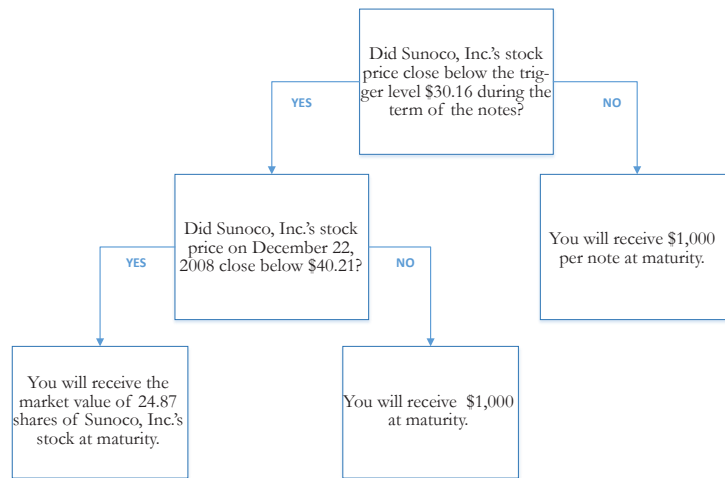 Did Sunoco, Inc.'s stock
price close below the trig-
ger level $30.16 during the
term of the notes?
YES
NO
Did Sunoco, Inc.'s stock
price on December 22,
2008 close below $40.21?
You will receive $1,000
per note at maturity.
YES
NO
You will receive the
market value of 24.87
shares of Sunoco, Inc.'s
stock at maturity.
You will receive $1,000
at maturity.